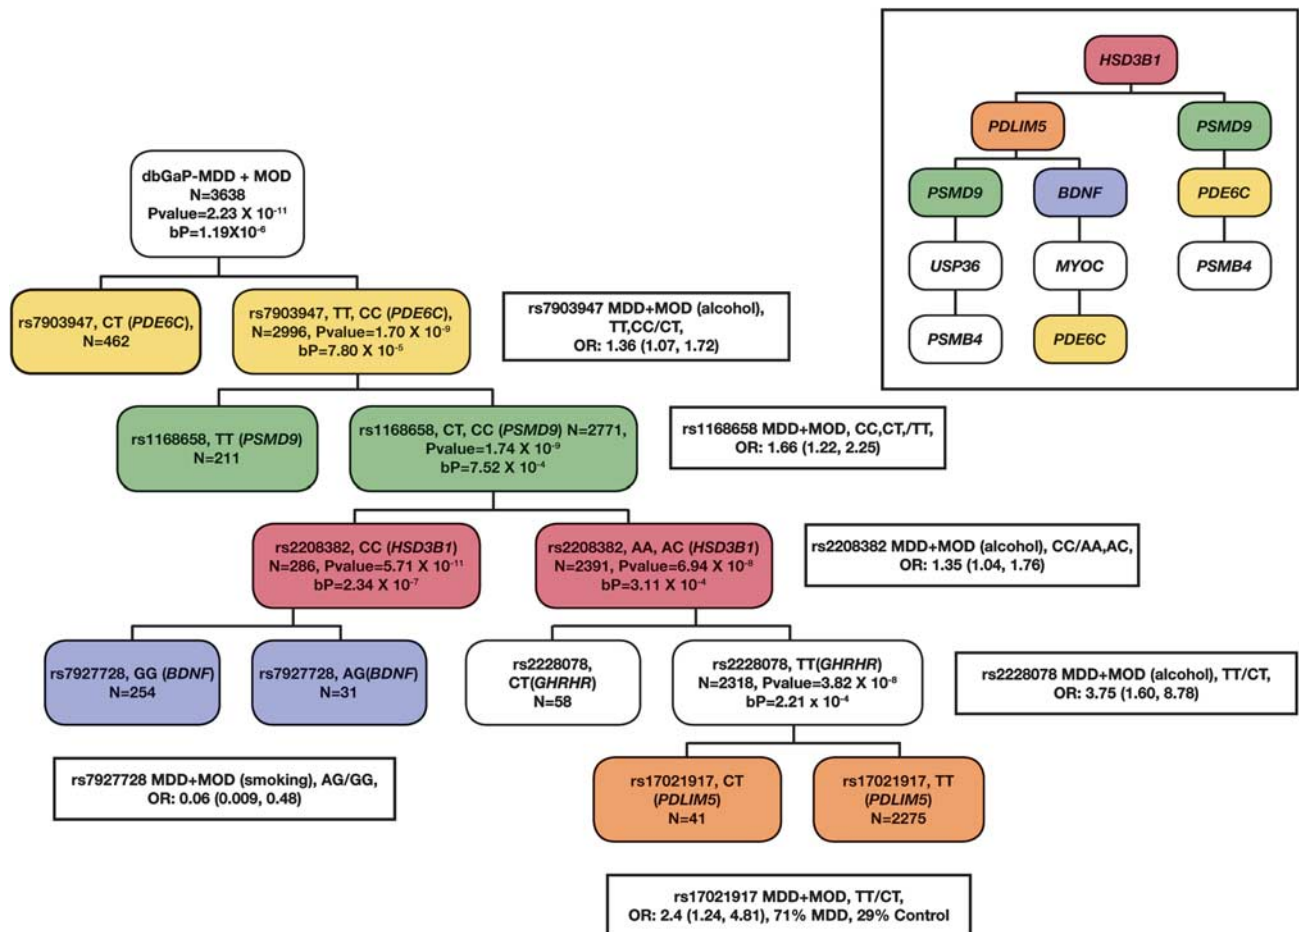 HSD3B1
PDLIM5
PSMD9
PSMD9
BDNF
PDE6C
USP36
MYOC
PSMB4
PSMB4
PDE6C
dbGaP-MDD + MOD
N=3638
Pvalue=2.23 X 10⁻¹¹
bP=1.19X10⁻⁶
rs7903947, CT (PDE6C),
N=462
rs7903947, TT, CC (PDE6C),
N=2996, Pvalue=1.70 X 10⁻⁹
bP=7.80 X 10⁻⁵
rs7903947 MDD+MOD (alcohol),
TT,CC/CT,
OR: 1.36 (1.07, 1.72)
rs1168658, TT (PSMD9)
N=211
rs1168658, CT, CC (PSMD9) N=2771,
Pvalue=1.74 X 10⁻⁹
bP=7.52 X 10⁻⁴
rs1168658 MDD+MOD, CC,CT,/TT,
OR: 1.66 (1.22, 2.25)
rs2208382, CC (HSD3B1)
N=286, Pvalue=5.71 X 10⁻¹¹
bP=2.34 X 10⁻⁷
rs2208382, AA, AC (HSD3B1)
N=2391, Pvalue=6.94 X 10⁻⁸
bP=3.11 X 10⁻⁴
rs2208382 MDD+MOD (alcohol), CC/AA,AC,
OR: 1.35 (1.04, 1.76)
rs7927728, GG (BDNF)
N=254
rs7927728, AG(BDNF)
N=31
rs2228078,
CT(GHRHR)
N=58
rs2228078, TT(GHRHR)
N=2318, Pvalue=3.82 X 10⁻⁸
bP=2.21 x 10⁻⁴
rs2228078 MDD+MOD (alcohol), TT/CT,
OR: 3.75 (1.60, 8.78)
rs7927728 MDD+MOD (smoking), AG/GG,
OR: 0.06 (0.009, 0.48)
rs17021917, CT
(PDLIM5)
N=41
rs17021917, TT
(PDLIM5)
N=2275
rs17021917 MDD+MOD, TT/CT,
OR: 2.4 (1.24, 4.81), 71% MDD, 29% Control